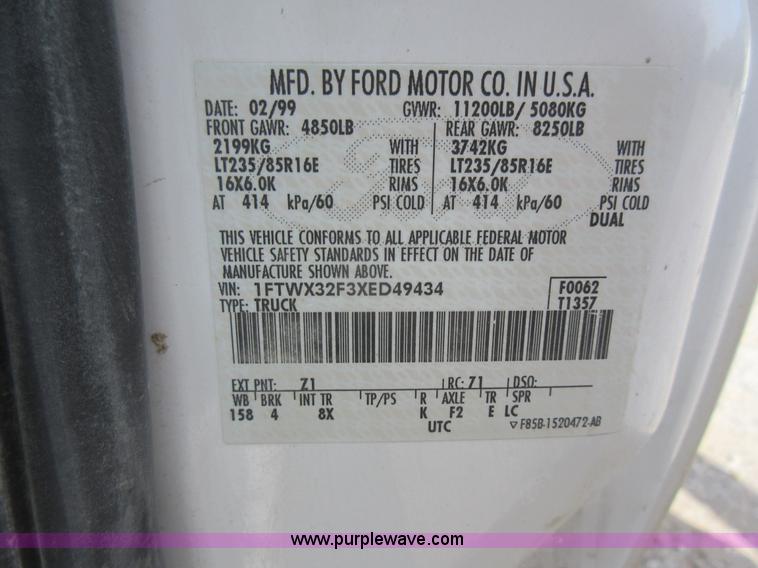 MFD. BY FORD MOTOR CO. IN U.S.A.
DATE: 02/99 GVWR: 11200LB/ 5080KG
FRONT GAWR: 4850LB REAR GAWR: 8250LB
2199KG WITH 3742KG WITH
LT235/85R16E TIRES LT235/85R16E TIRES
16X6.0K RIMS 16X6.0K RIMS
AT 414 kPa/60 PSI COLD AT 414 kPa/60 PSI COLD
DUAL
THIS VEHICLE CONFORMS TO ALL APPLICABLE FEDERAL MOTOR
VEHICLE SAFETY STANDARDS IN EFFECT ON THE DATE OF
MANUFACTURE SHOWN ABOVE.
VIN: 1FTWX32F3XED49434 F0062
TYPE: TRUCK T1357
EXT PNT: Z1 RC: 71 DSO:
WB BRK INT TR TP/PS R AXLE TR SPR
158 4 8X K F2 E LC
UTC ▽ F85B-1520472-AB
www.purplewave.com